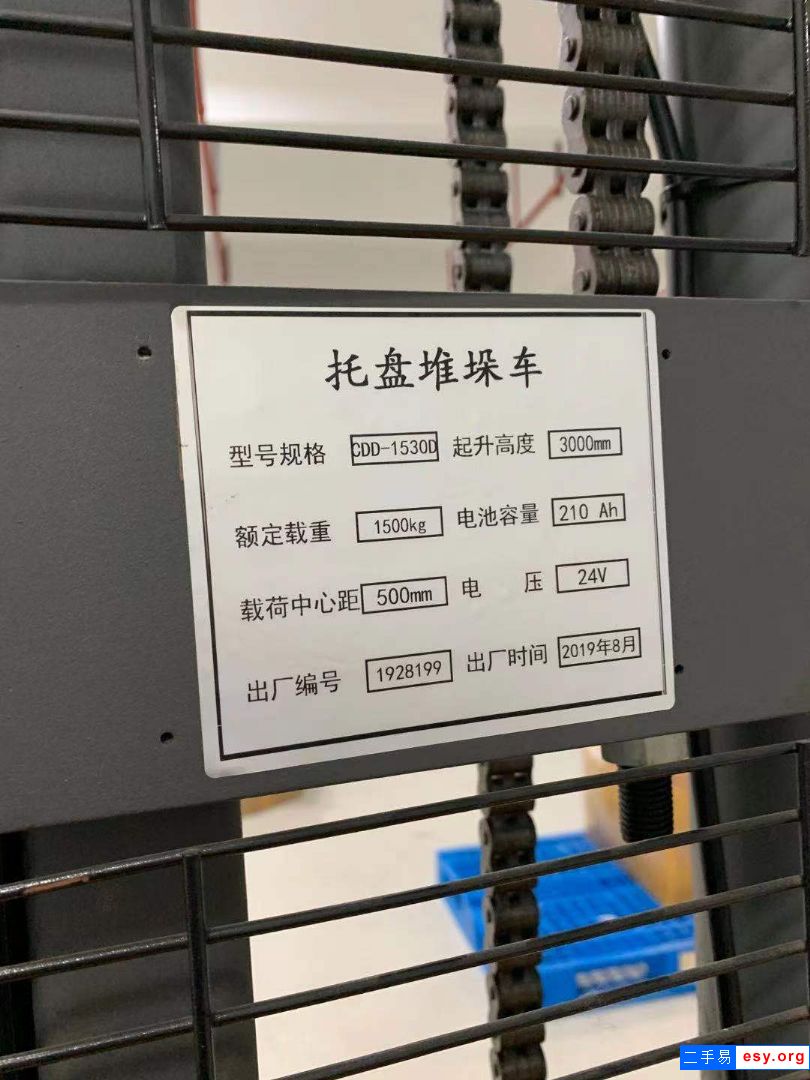 托盘堆垛车
型号规格 CDD-1530D 起升高度 3000mm
额定载重 1500kg 电池容量 210 Ah
载荷中心距 500mm 电 压 24V
出厂编号 1928199 出厂时间 2019年8月
二手易 esy.org